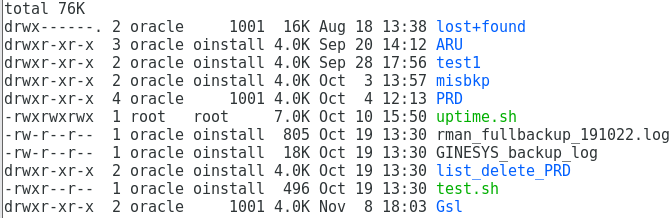 total 76K
drwx------. 2 oracle     1001  16K Aug 18 13:38 lost+found
drwxr-xr-x  3 oracle oinstall 4.0K Sep 20 14:12 ARU
drwxr-xr-x  2 oracle oinstall 4.0K Sep 28 17:56 test1
drwxr-xr-x  2 oracle oinstall 4.0K Oct  3 13:57 misbkp
drwxr-xr-x  4 oracle     1001 4.0K Oct  4 12:13 PRD
-rwxrwxrwx  1 root   root     7.0K Oct 10 15:50 uptime.sh
-rw-r--r--  1 oracle oinstall  805 Oct 19 13:30 rman_fullbackup_191022.log
-rw-r--r--  1 oracle oinstall  18K Oct 19 13:30 GINESYS_backup_log
drwxr-xr-x  2 oracle oinstall 4.0K Oct 19 13:30 list_delete_PRD
-rwxr--r--  1 oracle oinstall  496 Oct 19 13:30 test.sh
drwxr-xr-x  2 oracle     1001 4.0K Nov  8 18:03 Gsl